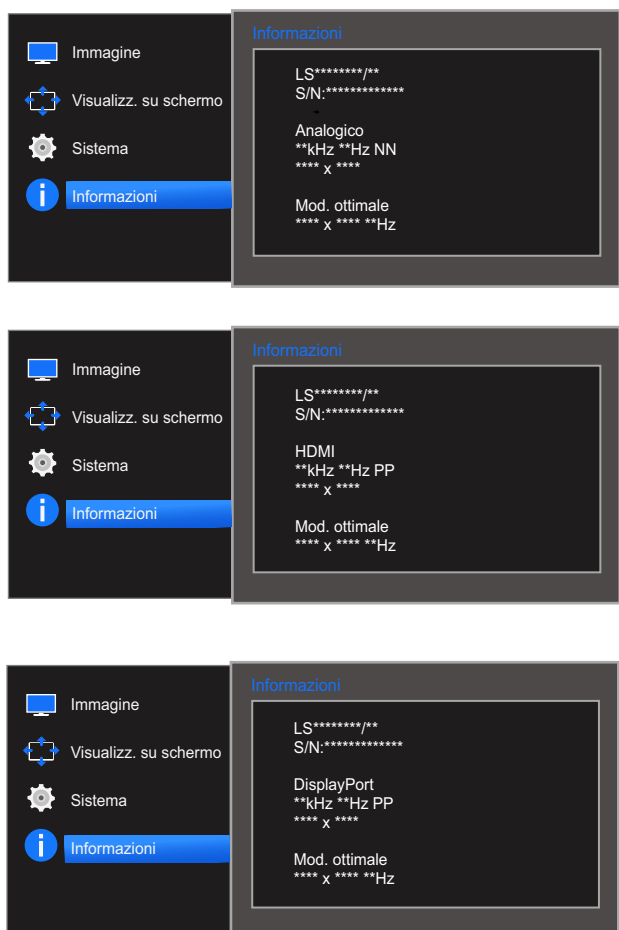 Immagine
Visualizz. su schermo
Sistema
Informazioni
Informazioni
LS********/**
S/N:*************
Analogico
**kHz **Hz NN
**** x ****
Mod. ottimale
**** x **** **Hz
Immagine
Visualizz. su schermo
Sistema
Informazioni
Informazioni
LS********/**
S/N:*************
HDMI
**kHz **Hz PP
**** x ****
Mod. ottimale
**** x **** **Hz
Immagine
Visualizz. su schermo
Sistema
Informazioni
Informazioni
LS********/**
S/N:*************
DisplayPort
**kHz **Hz PP
**** x ****
Mod. ottimale
**** x **** **Hz